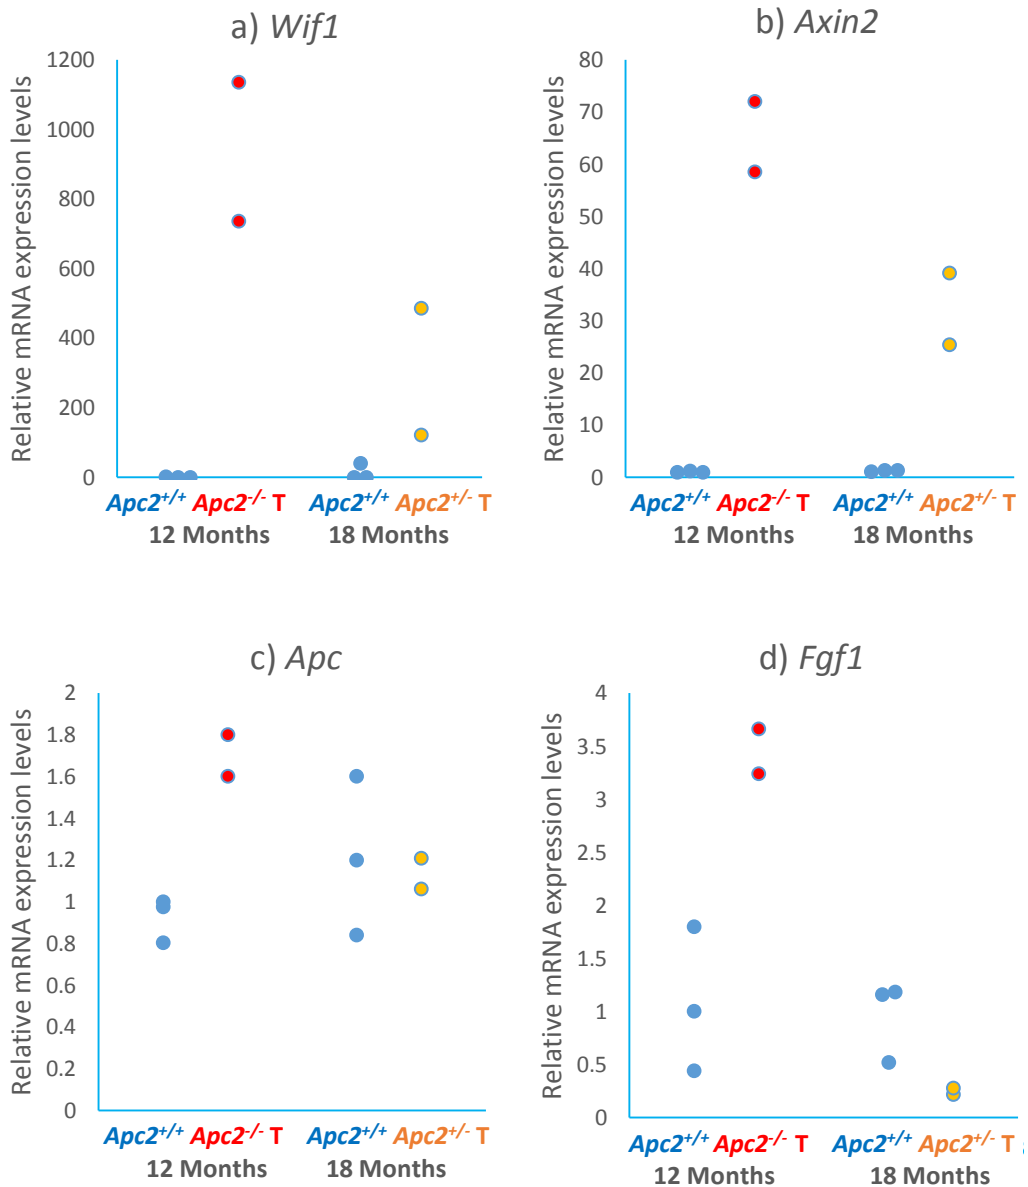 a) Wif1
Relative mRNA expression levels
1200
1000
800
600
400
200
0
Apc2+/+ Apc2-/- T Apc2+/+ Apc2+/- T
12 Months 18 Months
b) Axin2
Relative mRNA expression levels
80
70
60
50
40
30
20
10
0
Apc2+/+ Apc2-/- T Apc2+/+ Apc2+/- T
12 Months 18 Months
c) Apc
Relative mRNA expression levels
2
1.8
1.6
1.4
1.2
1
0.8
0.6
0.4
0.2
0
Apc2+/+ Apc2-/- T Apc2+/+ Apc2+/- T
12 Months 18 Months
d) Fgf1
Relative mRNA expression levels
4
3.5
3
2.5
2
1.5
1
0.5
0
Apc2+/+ Apc2-/- T Apc2+/+ Apc2+/- T
12 Months 18 Months